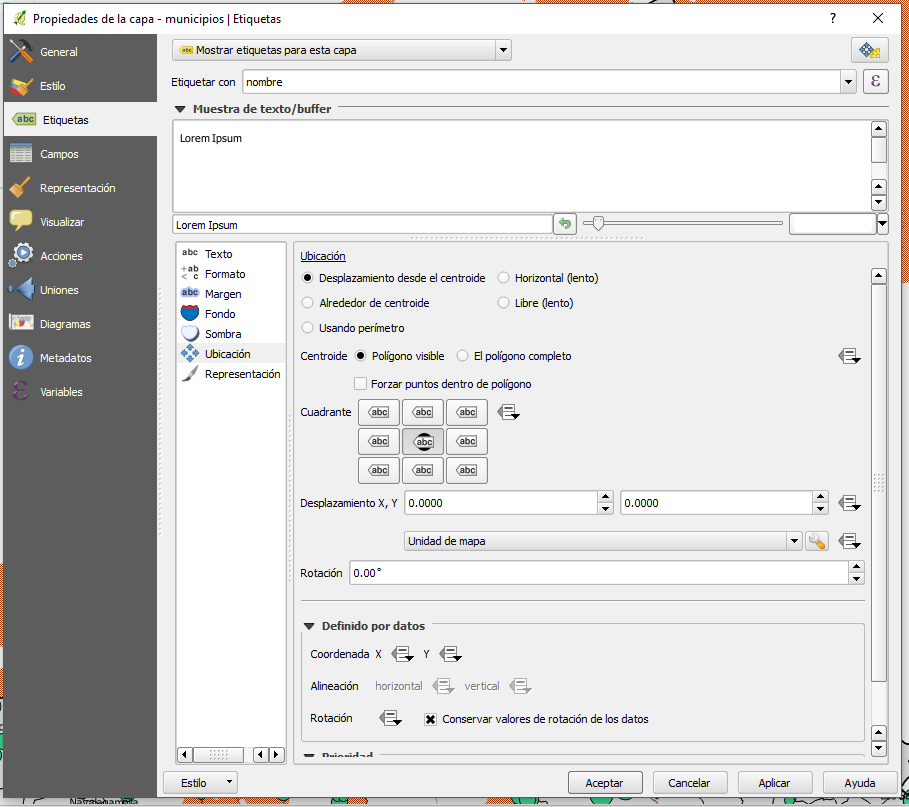 Propiedades de la capa - municipios | Etiquetas
?
General
Estilo
abc Etiquetas
Campos
Representación
Visualizar
Acciones
Uniones
Diagramas
Metadatos
Variables
abc Mostrar etiquetas para esta capa
Etiquetar con nombre ε
Muestra de texto/buffer
Lorem Ipsum
Lorem Ipsum
abc Texto
+ab < c Formato
abc Margen
Fondo
Sombra
Ubicación
Representación
Ubicación
Desplazamiento desde el centroide Horizontal (lento)
Alrededor de centroide Libre (lento)
Usando perímetro
Centroide Polígono visible El polígono completo
Forzar puntos dentro de polígono
Cuadrante abc abc abc
abc abc abc
abc abc abc
Desplazamiento X, Y 0.0000 0.0000
Unidad de mapa
Rotación 0.00°
Definido por datos
Coordenada X Y
Alineación horizontal vertical
Rotación Conservar valores de rotación de los datos
Prioridad
Estilo Aceptar Cancelar Aplicar Ayuda